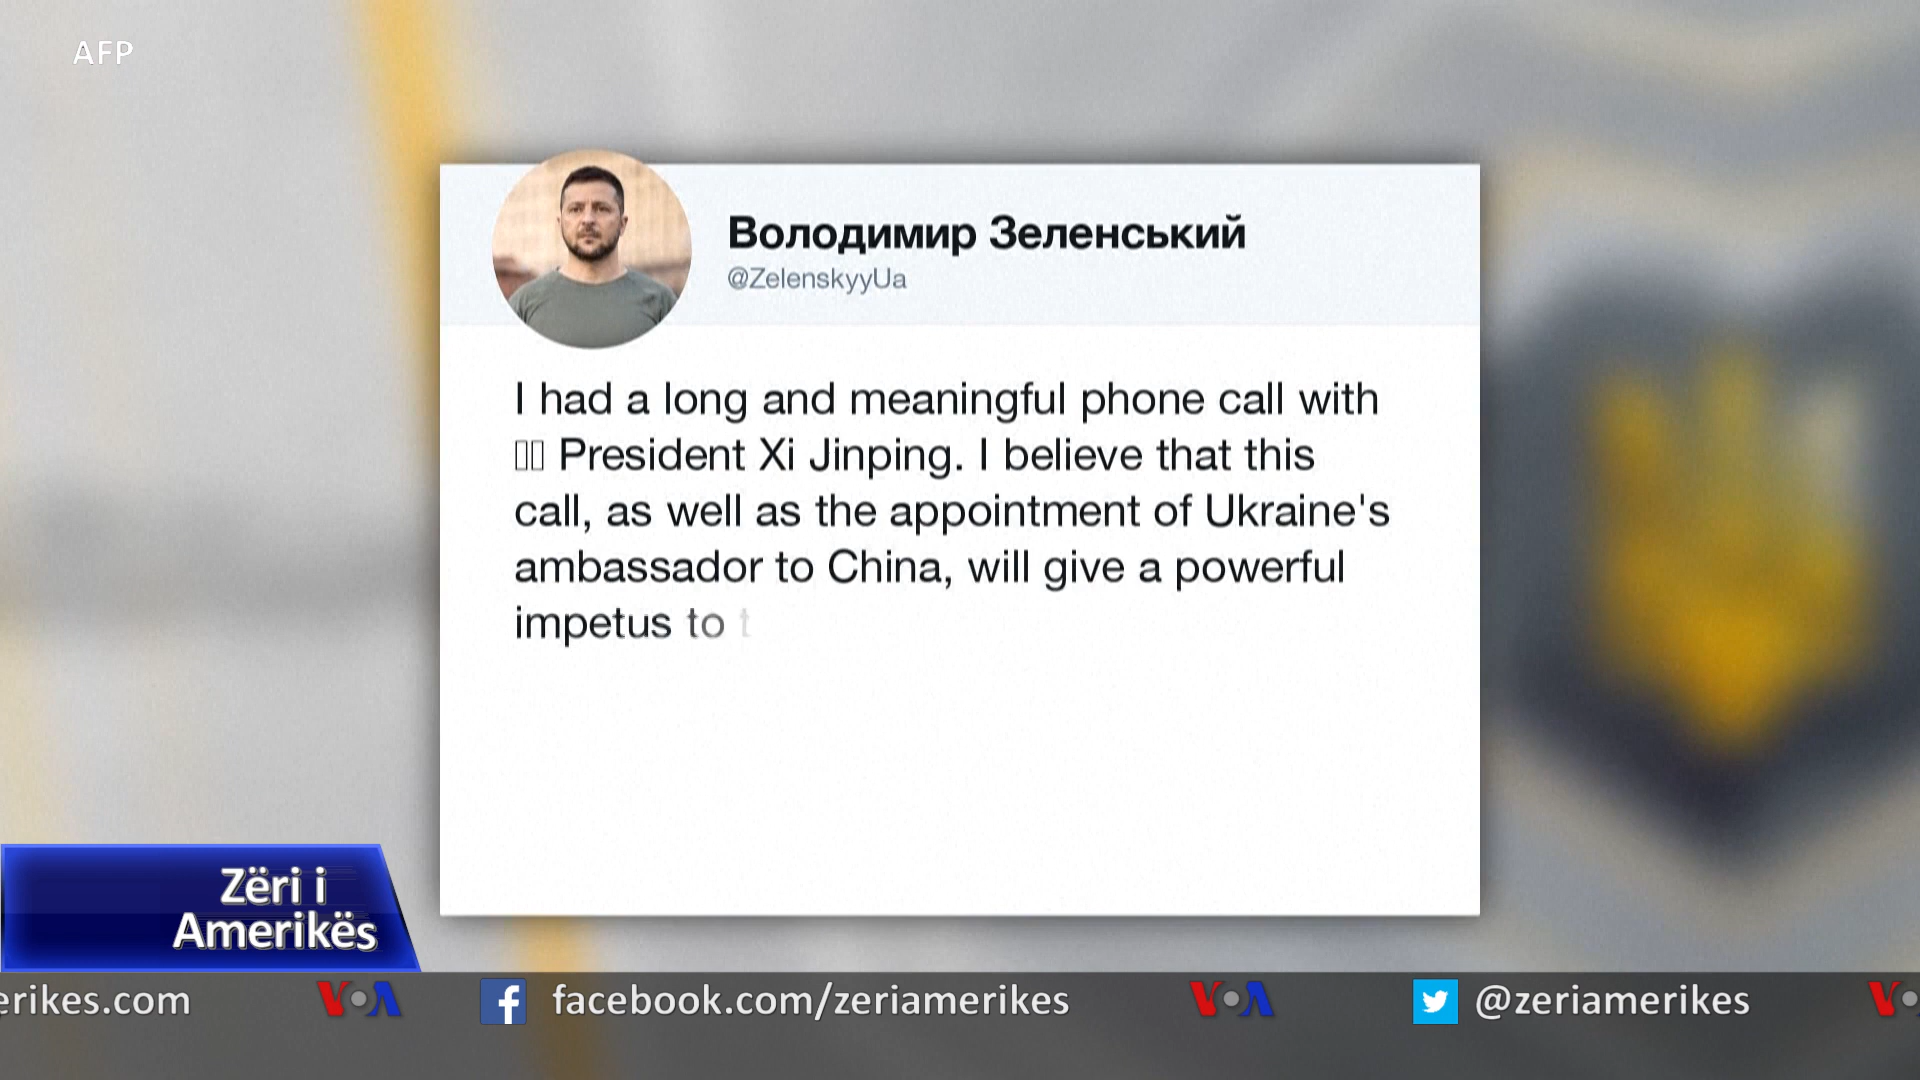 AFP
Володимир Зеленський
@ZelenskyyUa
I had a long and meaningful phone call with
President Xi Jinping. I believe that this
call, as well as the appointment of Ukraine's
ambassador to China, will give a powerful
impetus to t
Zëri i
Amerikës
erikes.com
VOA
facebook.com/zeriamerikes
VOA
@zeriamerikes